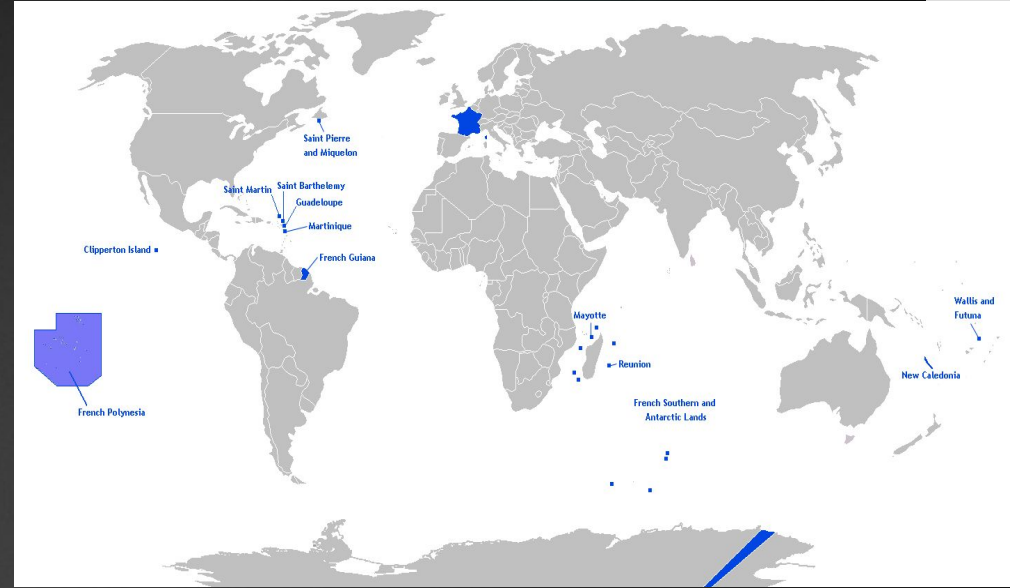 Saint Pierre
and Miquelon
Saint Martin
Saint Barthelemy
Guadeloupe
Martinique
Clipperton Island
French Guiana
Wallis and
Futuna
Mayotte
Reunion
New Caledonia
French Southern and
Antarctic Lands
French Polynesia